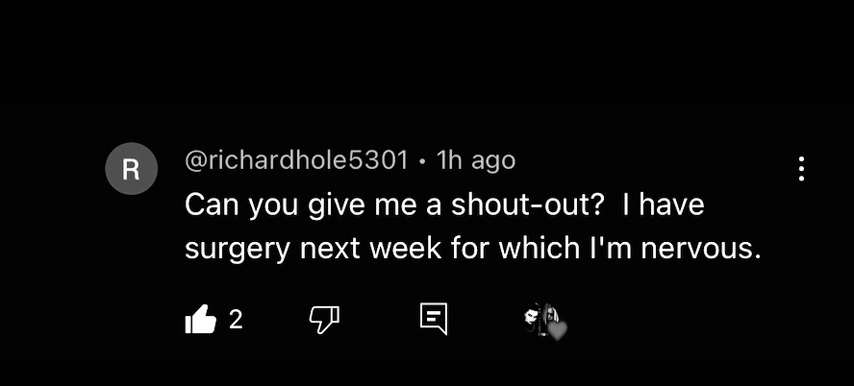 R
@richardhole5301 • 1h ago
Can you give me a shout-out?  I have
surgery next week for which I'm nervous.
2